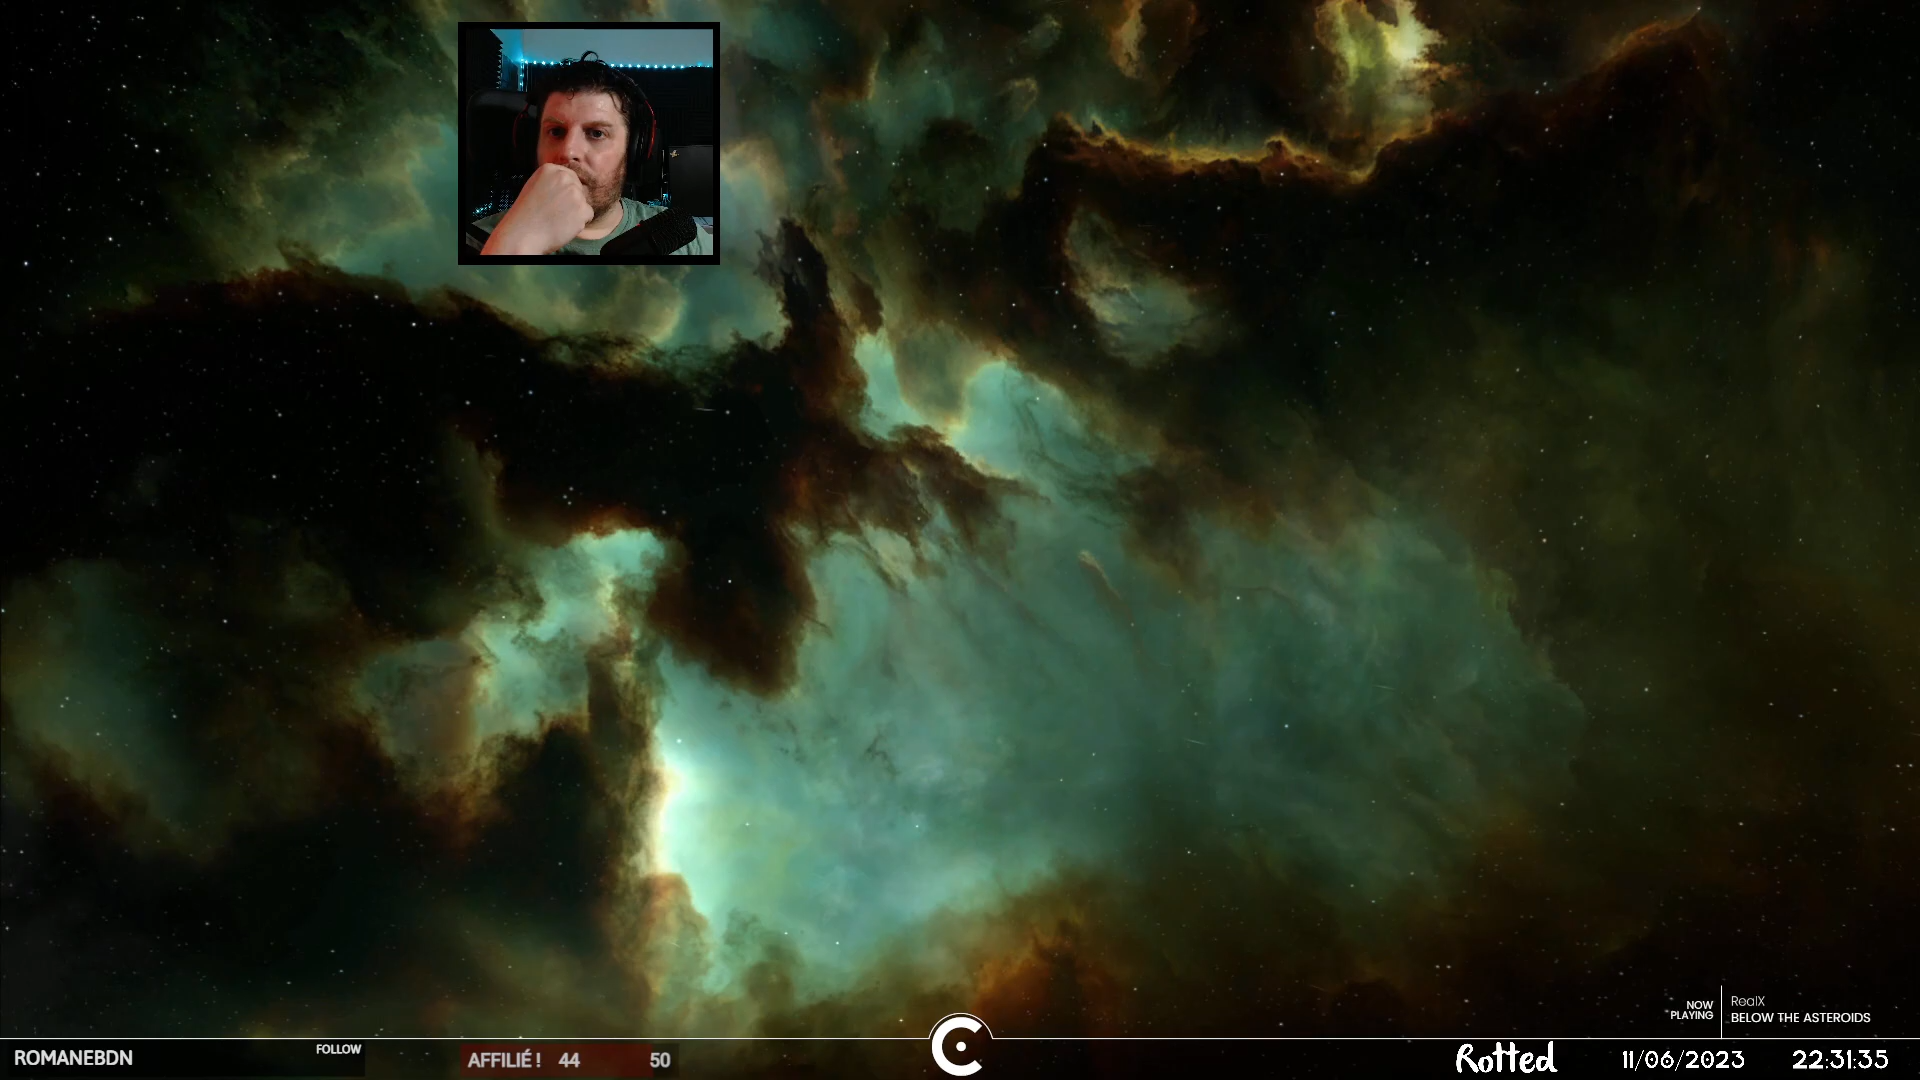 NOW
PLAYING
RealX
BELOW THE ASTEROIDS
ROMANEBDN
FOLLOW
AFFILIÉ ! 44 50
Rotted
11/06/2023
22:31:35